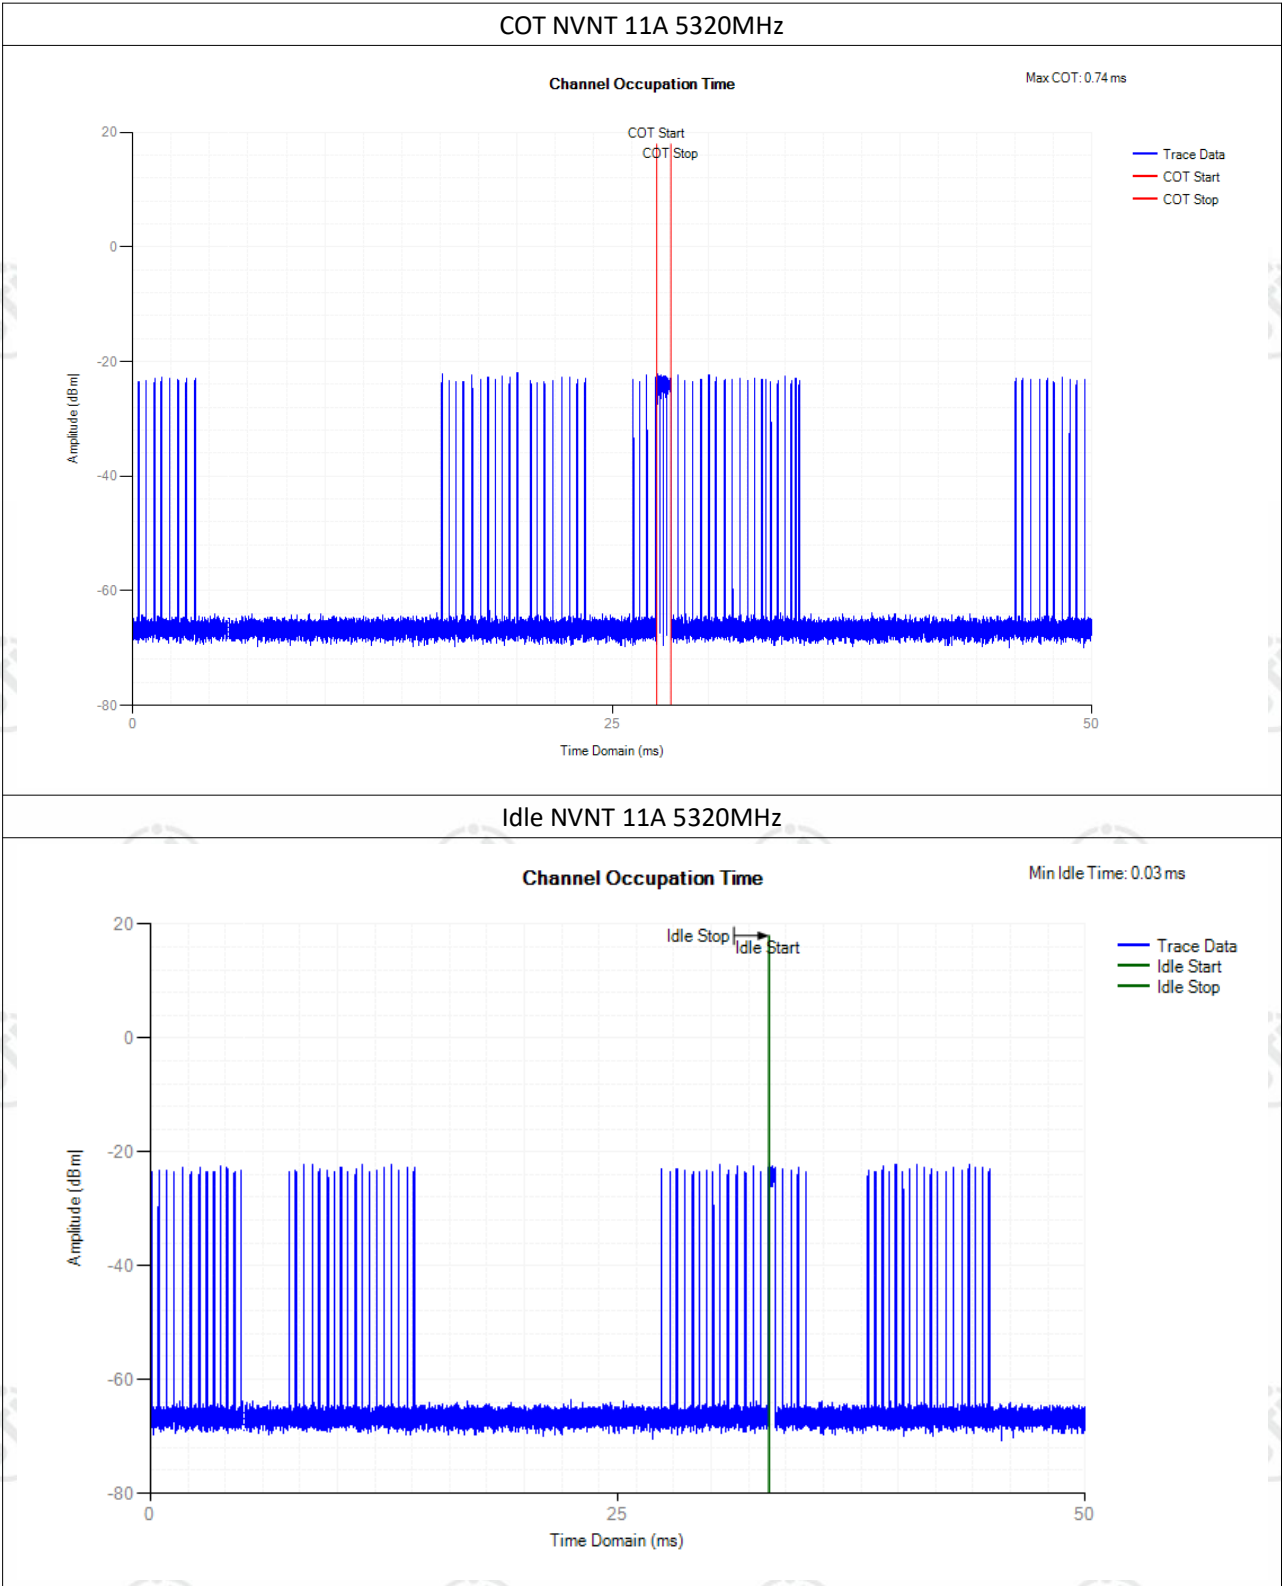 COT NVNT 11A 5320MHz
Channel Occupation Time
Max COT: 0.74 ms
COT Start
COT Stop
Trace Data
COT Start
COT Stop
20
0
-20
-40
-60
-80
Amplitude (dBm)
0
25
50
Time Domain (ms)
Idle NVNT 11A 5320MHz
Channel Occupation Time
Min Idle Time: 0.03 ms
Idle Stop
Idle Start
Trace Data
Idle Start
Idle Stop
20
0
-20
-40
-60
-80
Amplitude (dBm)
0
25
50
Time Domain (ms)